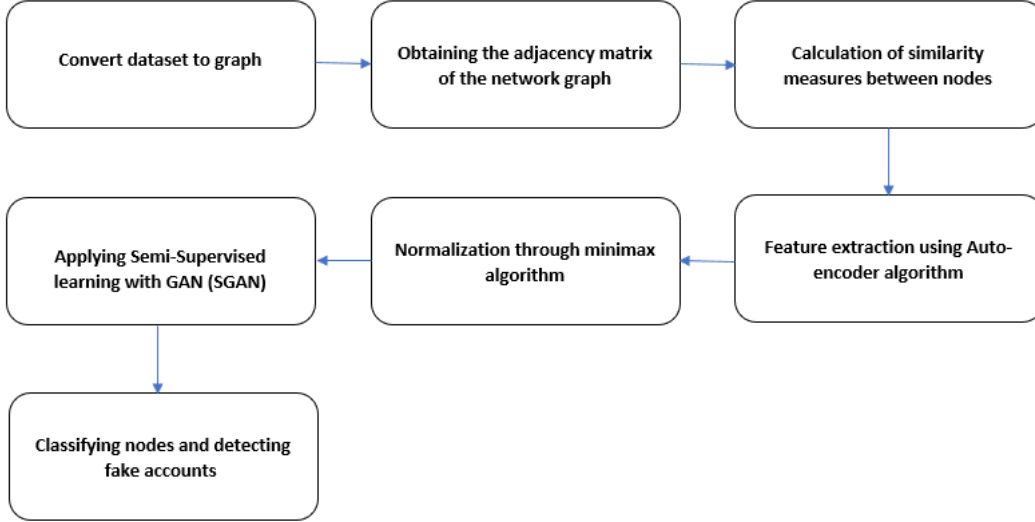 Convert dataset to graph
Obtaining the adjacency matrix
of the network graph
Calculation of similarity
measures between nodes
Feature extraction using Auto-
encoder algorithm
Normalization through minimax
algorithm
Applying Semi-Supervised
learning with GAN (SGAN)
Classifying nodes and detecting
fake accounts